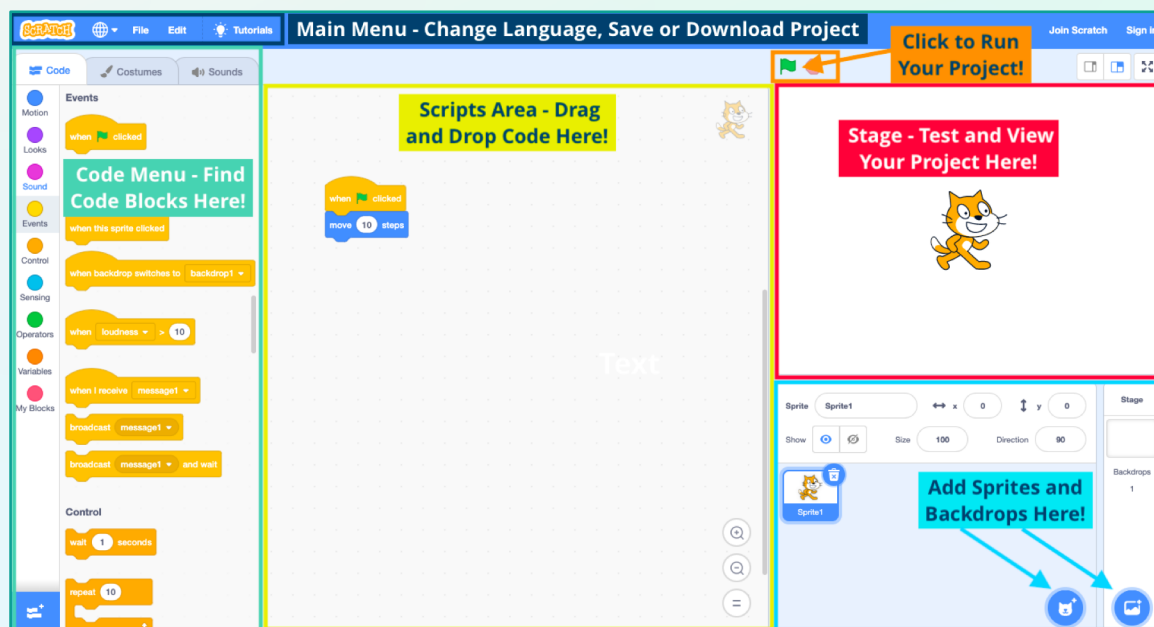 SCRATCH File Edit Tutorials
Main Menu - Change Language, Save or Download Project
Join Scratch
Click to Run
Your Project!
Code Costumes Sounds
Motion
Looks
Sound
Events
Control
Sensing
Operators
Variables
My Blocks
Events
when clicked
Code Menu - Find
Code Blocks Here!
when this sprite clicked
when backdrop switches to backdrop1
when loudness > 10
when I receive message1
broadcast message1
broadcast message1 and wait
Control
wait 1 seconds
repeat 10
Scripts Area - Drag
and Drop Code Here!
when clicked
move 10 steps
Text
Stage - Test and View
Your Project Here!
Sprite Sprite1 x 0 y 0
Show Size 100 Direction 90
Sprite1
Stage
Backdrops
1
Add Sprites and
Backdrops Here!